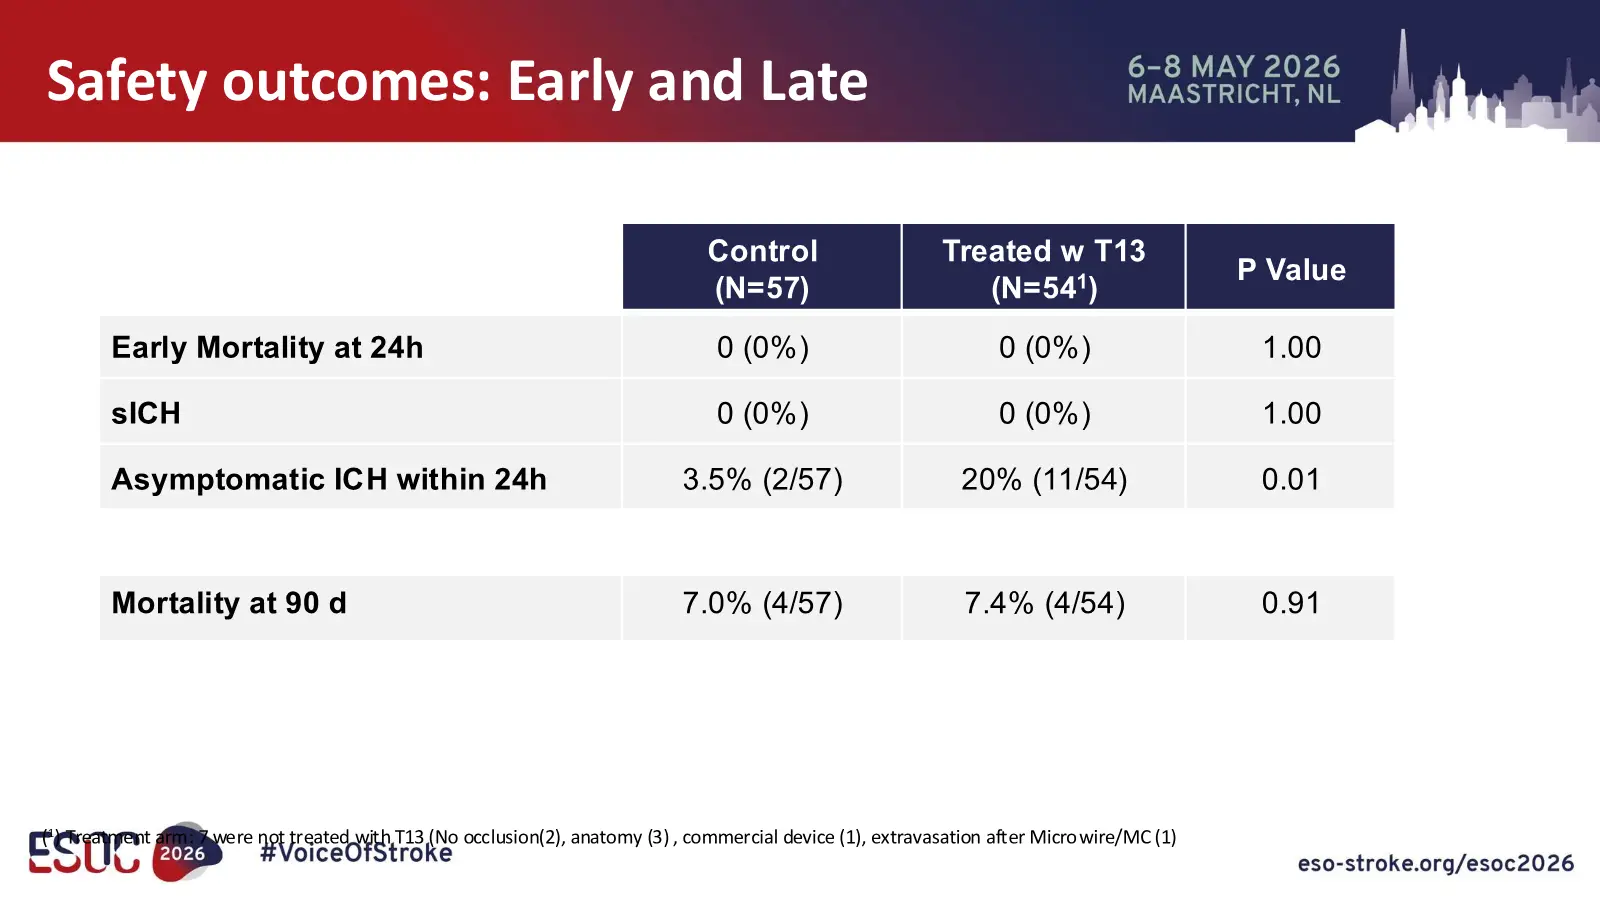 Safety outcomes: Early and Late
6–8 MAY 2026
MAASTRICHT, NL
Control
(N=57)
Treated w T13
(N=54¹)
P Value
Early Mortality at 24h 0 (0%) 0 (0%) 1.00
sICH 0 (0%) 0 (0%) 1.00
Asymptomatic ICH within 24h 3.5% (2/57) 20% (11/54) 0.01
Mortality at 90 d 7.0% (4/57) 7.4% (4/54) 0.91
(¹) Treatment arm: 7 were not treated with T13 (No occlusion(2), anatomy (3) , commercial device (1), extravasation after Microwire/MC (1)
ESOC 2026
#VoiceOfStroke
eso-stroke.org/esoc2026